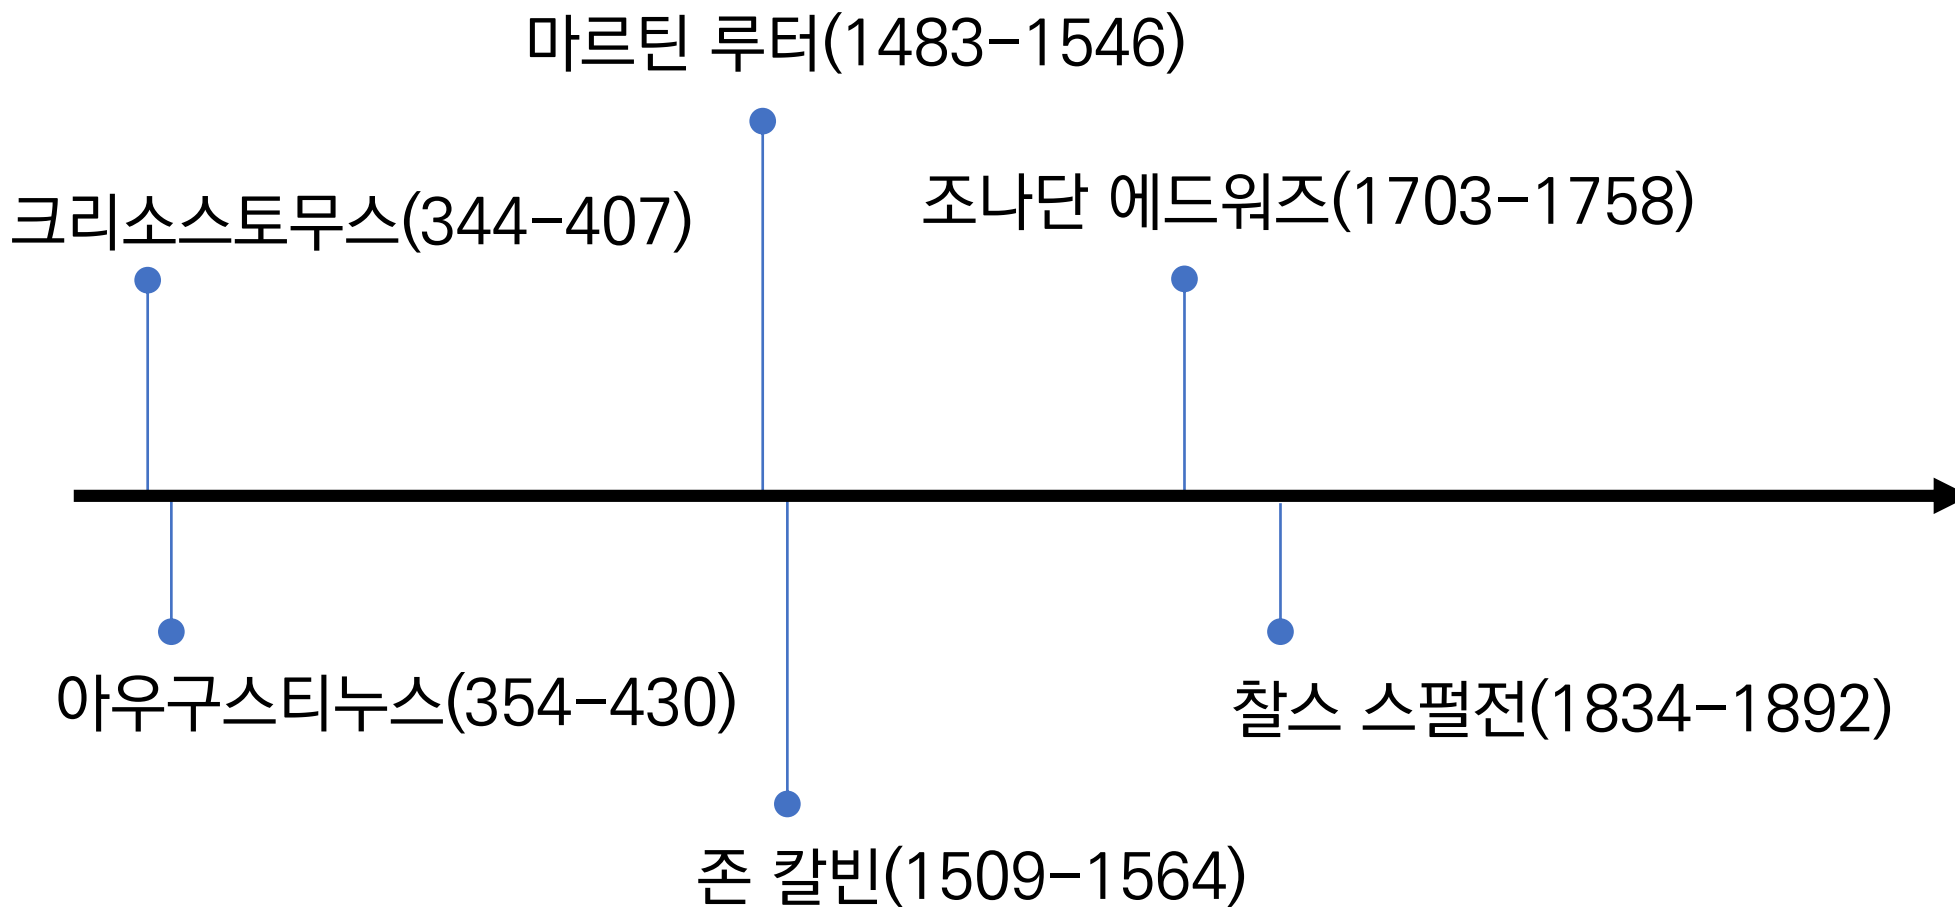 마르틴 루터(1483-1546)
조나단 에드워즈(1703-1758)
크리소스토무스(344-407)
아우구스티누스(354-430)
찰스 스펄전(1834-1892)
존 칼빈(1509-1564)